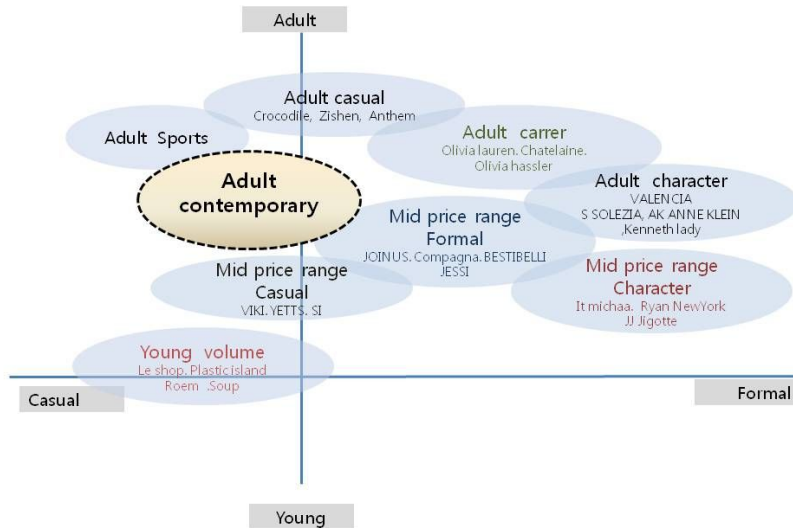 Adult
Adult casual
Crocodile, Zishen, Anthem
Adult Sports
Adult carrer
Olivia lauren. Chatelaine.
Olivia hassler
Adult
contemporary
Adult character
VALENCIA
S SOLEZIA, AK ANNE KLEIN
,Kenneth lady
Mid price range
Formal
JOINUS. Compagna. BESTIBELLI
JESSI
Mid price range
Casual
VIKI. YETTS. SI
Mid price range
Character
It michaa. Ryan NewYork
JJ Jigotte
Young volume
Le shop. Plastic island
Roem .Soup
Casual
Formal
Young